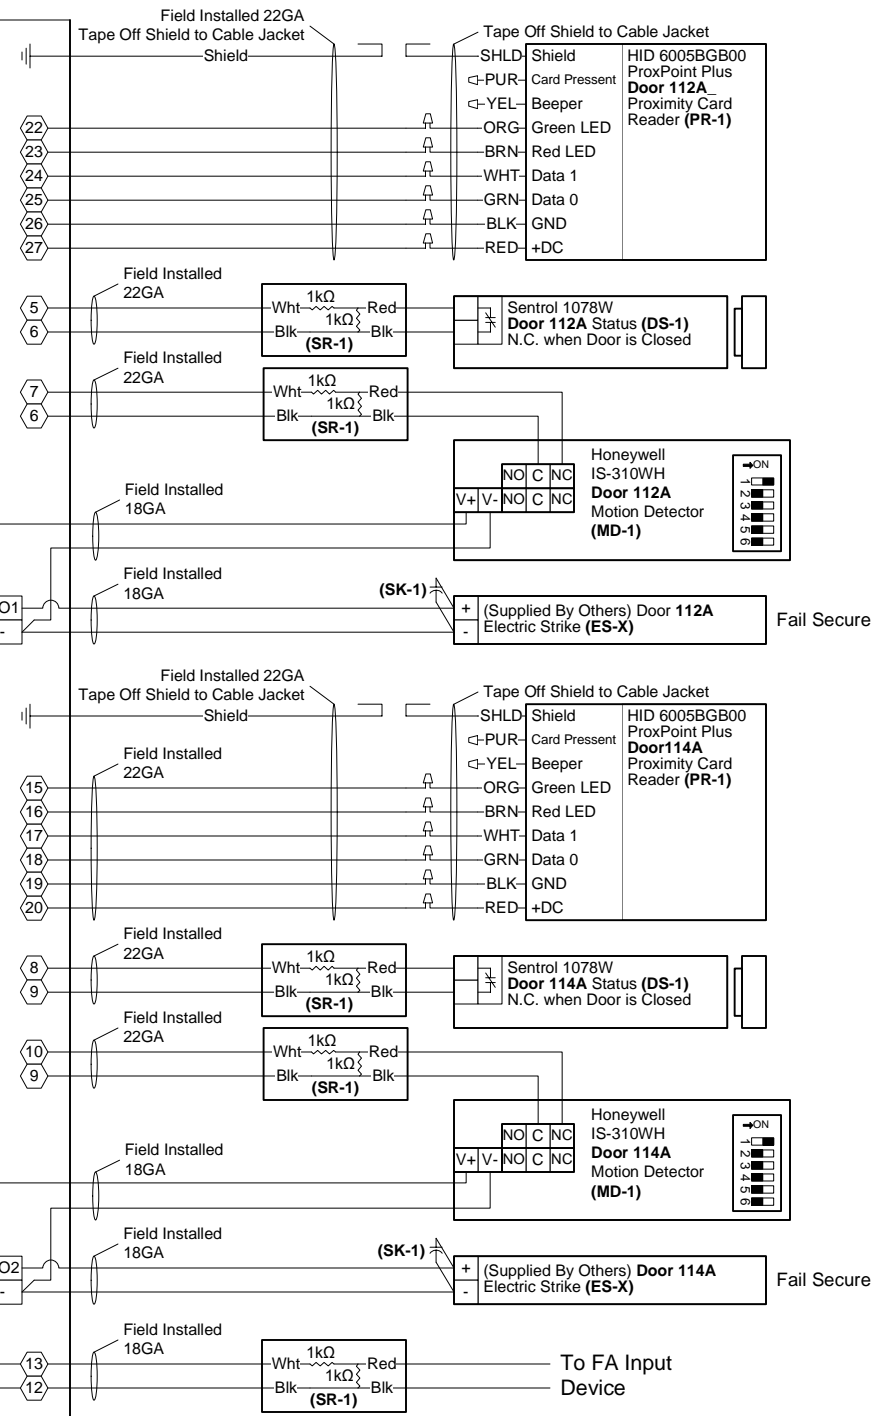 Field Installed 22GA
Tape Off Shield to Cable Jacket
Shield
Tape Off Shield to Cable Jacket
SHLD Shield
PUR Card Pressent
YEL Beeper
22 ORG Green LED
23 BRN Red LED
24 WHT Data 1
25 GRN Data 0
26 BLK GND
27 RED +DC
HID 6005BGB00
ProxPoint Plus
Door 112A_
Proximity Card
Reader (PR-1)
Field Installed
22GA
5 Wht 1kΩ Red
6 Blk 1kΩ Blk
(SR-1)
Sentrol 1078W
Door 112A Status (DS-1)
N.C. when Door is Closed
Field Installed
22GA
7 Wht 1kΩ Red
6 Blk 1kΩ Blk
(SR-1)
NO C NC
V+ V- NO C NC
Honeywell
IS-310WH
Door 112A
Motion Detector
(MD-1)
ON
1
2
3
4
5
6
Field Installed
18GA
Field Installed
18GA
O1
-
(SK-1)
+ (Supplied By Others) Door 112A
- Electric Strike (ES-X)
Fail Secure
Field Installed 22GA
Tape Off Shield to Cable Jacket
Shield
Tape Off Shield to Cable Jacket
SHLD Shield
PUR Card Pressent
YEL Beeper
Field Installed
22GA
15 ORG Green LED
16 BRN Red LED
17 WHT Data 1
18 GRN Data 0
19 BLK GND
20 RED +DC
HID 6005BGB00
ProxPoint Plus
Door114A
Proximity Card
Reader (PR-1)
Field Installed
22GA
8 Wht 1kΩ Red
9 Blk 1kΩ Blk
(SR-1)
Sentrol 1078W
Door 114A Status (DS-1)
N.C. when Door is Closed
Field Installed
22GA
10 Wht 1kΩ Red
9 Blk 1kΩ Blk
(SR-1)
NO C NC
V+ V- NO C NC
Honeywell
IS-310WH
Door 114A
Motion Detector
(MD-1)
ON
1
2
3
4
5
6
Field Installed
18GA
Field Installed
18GA
O2
-
(SK-1)
+ (Supplied By Others) Door 114A
- Electric Strike (ES-X)
Fail Secure
Field Installed
18GA
13 Wht 1kΩ Red
12 Blk 1kΩ Blk
(SR-1)
To FA Input
Device